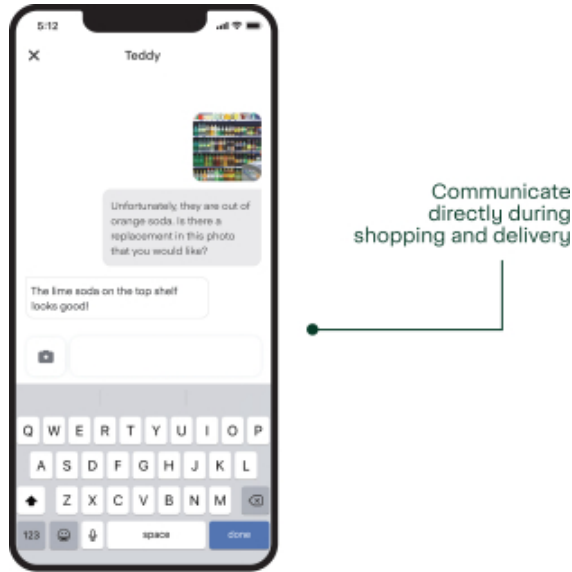 5:12
Teddy
Unfortunately, they are out of
orange soda. Is there a
replacement in this photo
that you would like?
The lime soda on the top shelf
looks good!
Communicate
directly during
shopping and delivery
Q W E R T Y U I O P
A S D F G H J K L
Z X C V B N M
123 space done